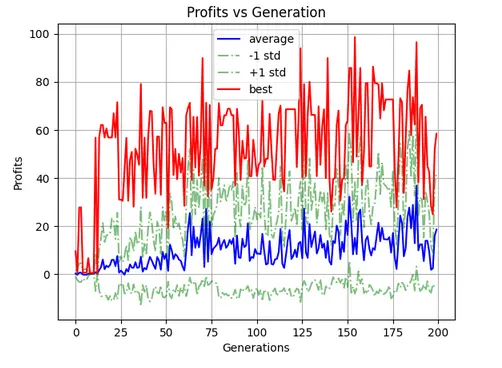 Profits vs Generation
average
-1 std
+1 std
best
Profits
100
80
60
40
20
0
0 25 50 75 100 125 150 175 200
Generations